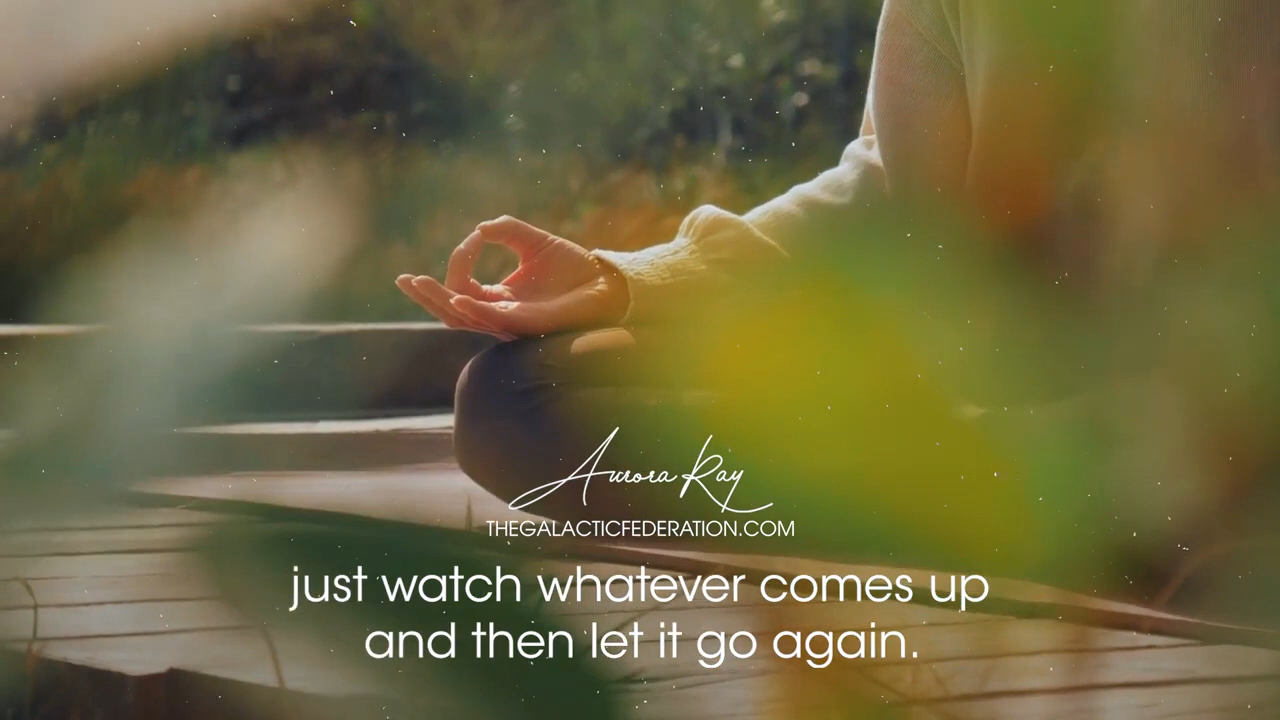 Aurora Ray
THEGALACTICFEDERATION.COM
just watch whatever comes up
and then let it go again.